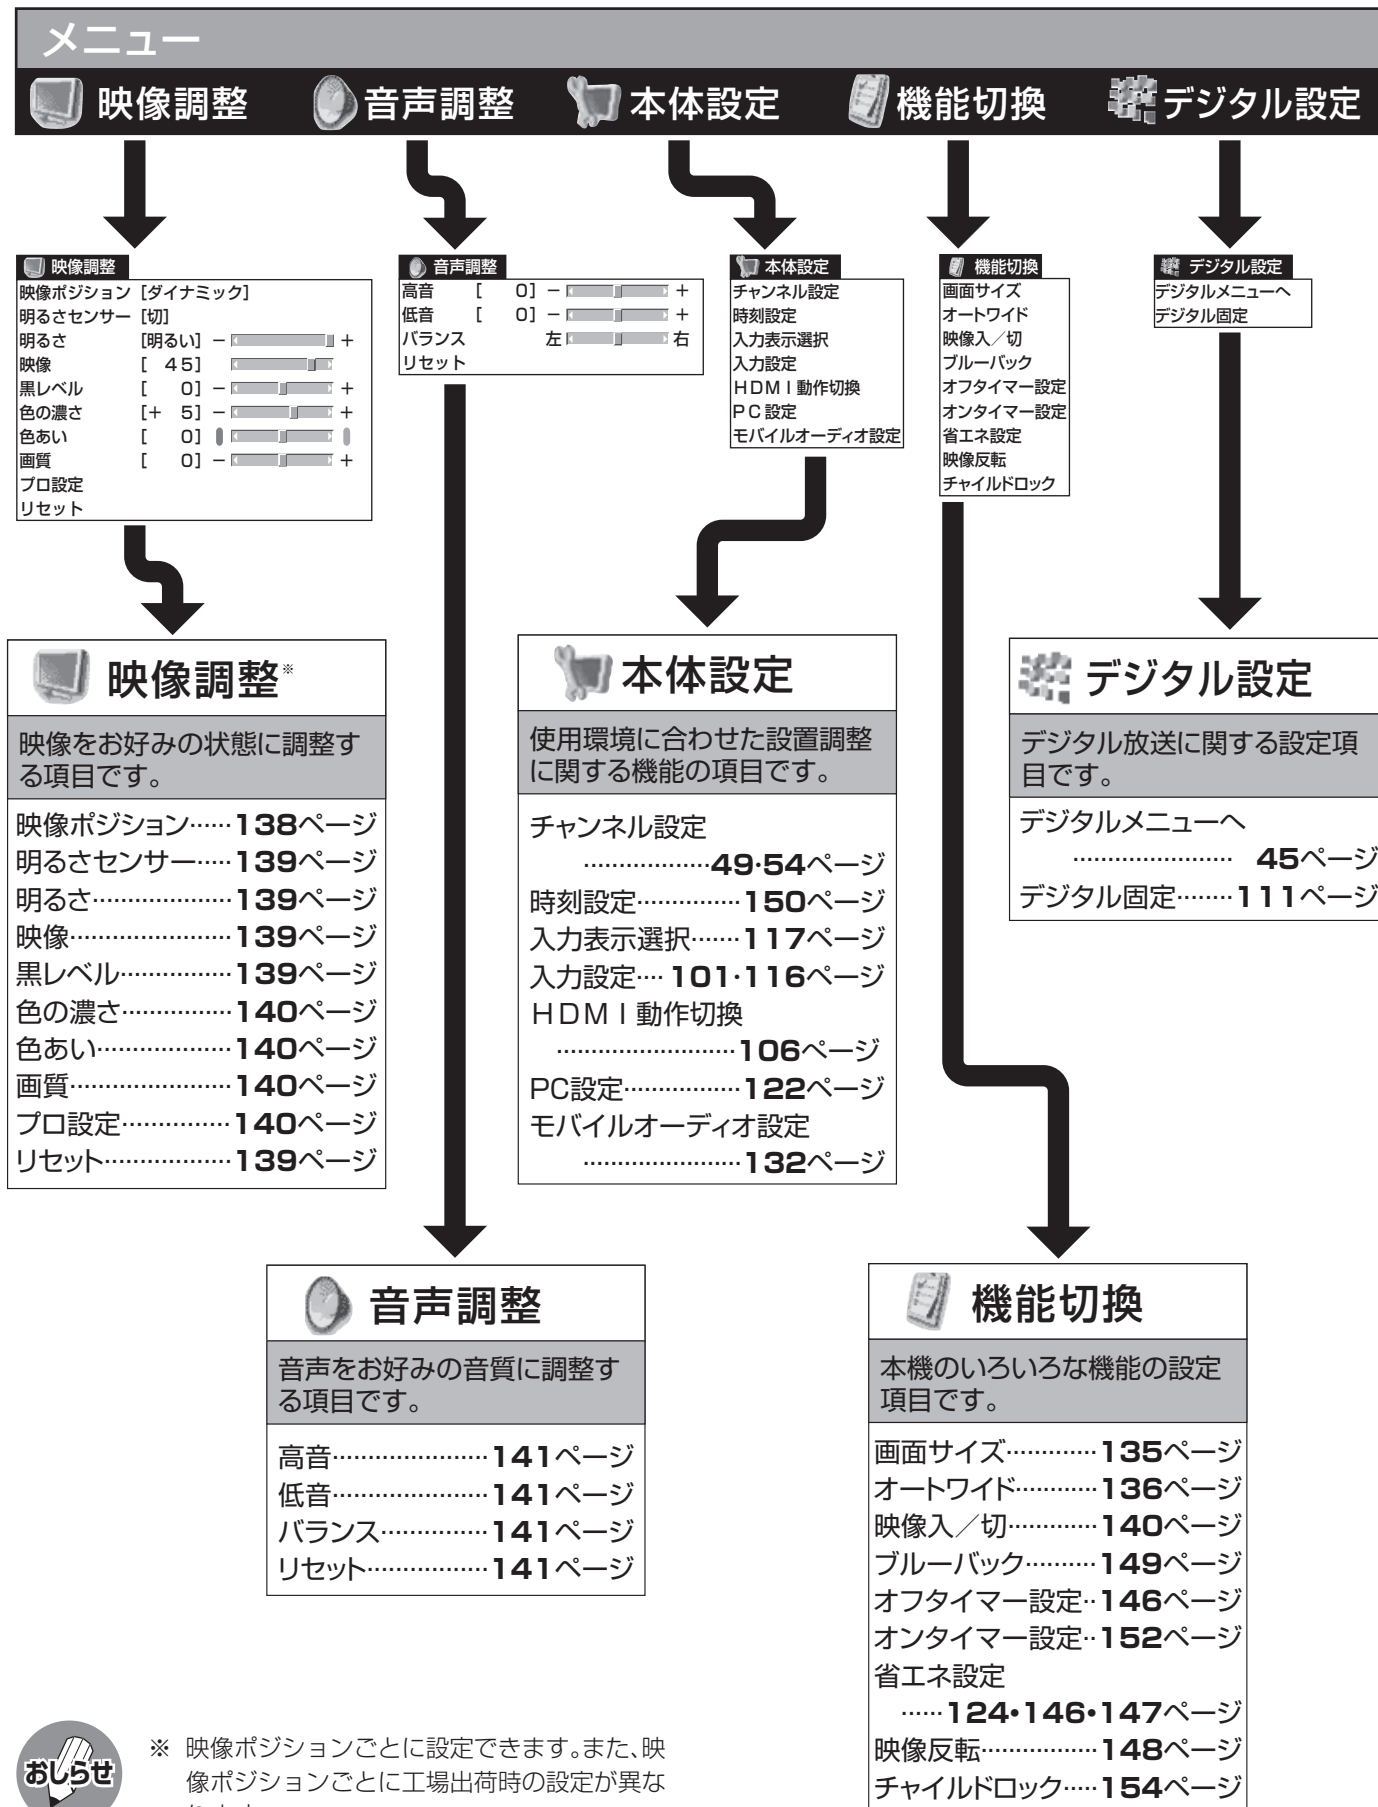 メニュー
映像調整 音声調整 本体設定 機能切換 デジタル設定
映像調整
映像ポジション [ダイナミック]
明るさセンサー [切]
明るさ [明るい] − +
映像 [ 45]
黒レベル [ 0] − +
色の濃さ [+ 5] − +
色あい [ 0]
画質 [ 0] − +
プロ設定
リセット
音声調整
高音 [ 0] − +
低音 [ 0] − +
バランス 左 右
リセット
本体設定
チャンネル設定
時刻設定
入力表示選択
入力設定
HDMI動作切換
PC設定
モバイルオーディオ設定
機能切換
画面サイズ
オートワイド
映像入/切
ブルーバック
オフタイマー設定
オンタイマー設定
省エネ設定
映像反転
チャイルドロック
デジタル設定
デジタルメニューへ
デジタル固定
映像調整※
映像をお好みの状態に調整す
る項目です。
映像ポジション……138ページ
明るさセンサー……139ページ
明るさ………………139ページ
映像…………………139ページ
黒レベル……………139ページ
色の濃さ……………140ページ
色あい………………140ページ
画質…………………140ページ
プロ設定……………140ページ
リセット………………139ページ
本体設定
使用環境に合わせた設置調整
に関する機能の項目です。
チャンネル設定
………………49・54ページ
時刻設定……………150ページ
入力表示選択………117ページ
入力設定…… 101・116ページ
HDMI動作切換
……………………106ページ
PC設定………………122ページ
モバイルオーディオ設定
…………………132ページ
デジタル設定
デジタル放送に関する設定項
目です。
デジタルメニューへ
………………… 45ページ
デジタル固定………111ページ
音声調整
音声をお好みの音質に調整す
る項目です。
高音…………………141ページ
低音…………………141ページ
バランス……………141ページ
リセット………………141ページ
機能切換
本機のいろいろな機能の設定
項目です。
画面サイズ…………135ページ
オートワイド…………136ページ
映像入/切…………140ページ
ブルーバック………149ページ
オフタイマー設定‥146ページ
オンタイマー設定‥152ページ
省エネ設定
……124•146•147ページ
映像反転……………148ページ
チャイルドロック……154ページ
おしらせ
※ 映像ポジションごとに設定できます。また、映
像ポジションごとに工場出荷時の設定が異な